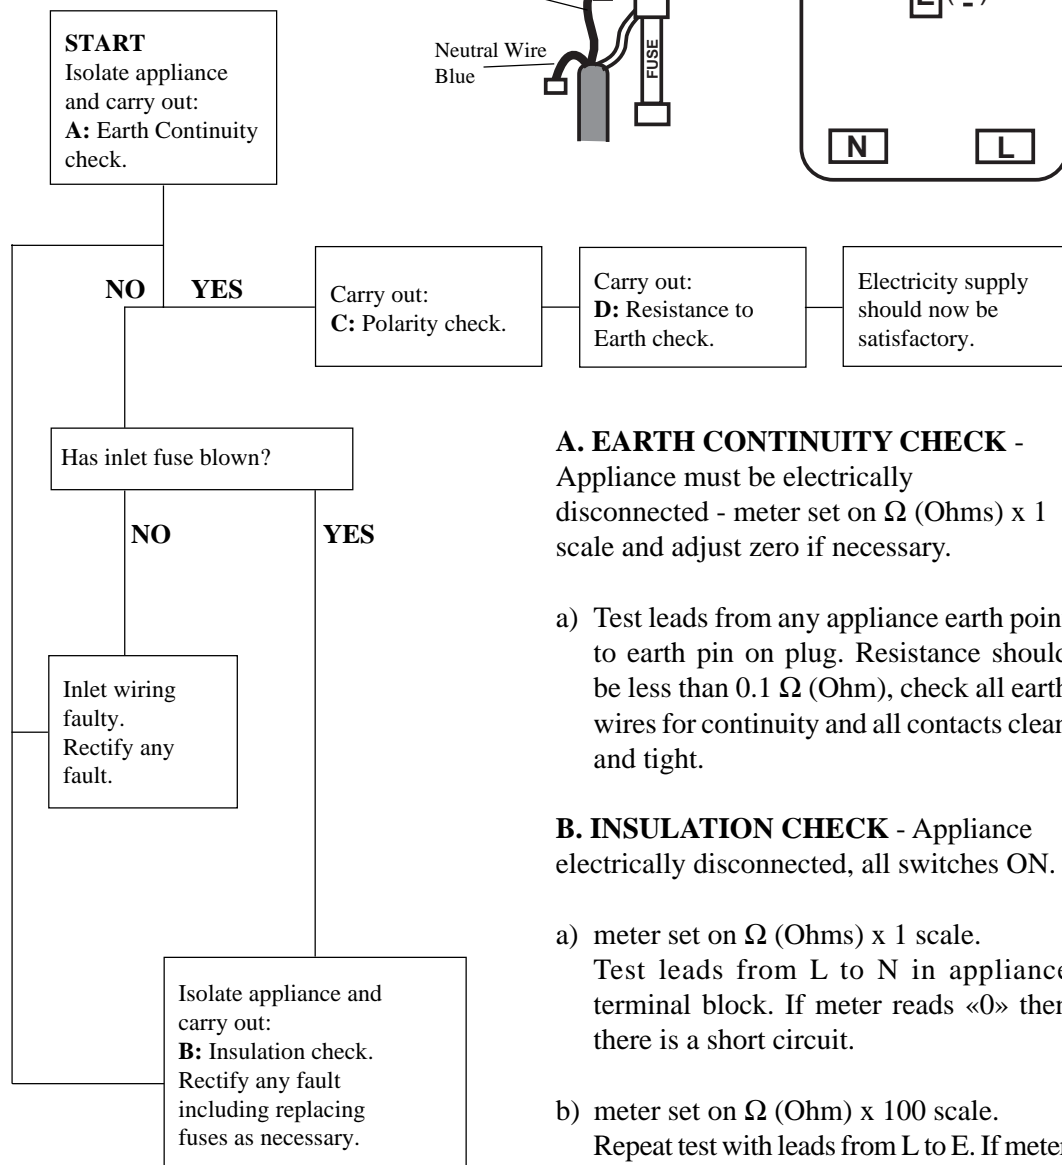 START
Isolate appliance
and carry out:
A: Earth Continuity
check.
Neutral Wire
Blue
FUSE
E
N
L
NO
YES
Carry out:
C: Polarity check.
Carry out:
D: Resistance to
Earth check.
Electricity supply
should now be
satisfactory.
Has inlet fuse blown?
NO
YES
Inlet wiring
faulty.
Rectify any
fault.
Isolate appliance and
carry out:
B: Insulation check.
Rectify any fault
including replacing
fuses as necessary.
A. EARTH CONTINUITY CHECK -
Appliance must be electrically
disconnected - meter set on Ω (Ohms) x 1
scale and adjust zero if necessary.
a) Test leads from any appliance earth poin
to earth pin on plug. Resistance should
be less than 0.1 Ω (Ohm), check all earth
wires for continuity and all contacts clean
and tight.
B. INSULATION CHECK - Appliance
electrically disconnected, all switches ON.
a) meter set on Ω (Ohms) x 1 scale.
Test leads from L to N in appliance
terminal block. If meter reads «0» then
there is a short circuit.
b) meter set on Ω (Ohm) x 100 scale.
Repeat test with leads from L to E. If meter